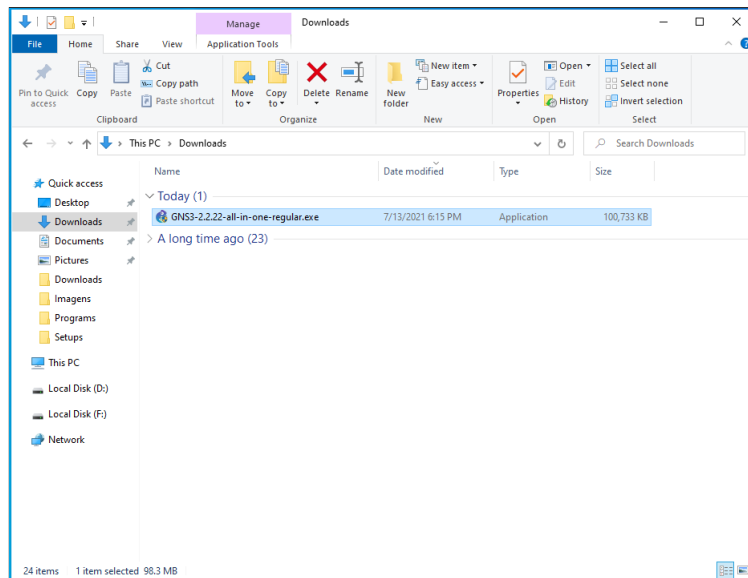 Manage
Downloads
File
Home
Share
View
Application Tools
Pin to Quick access
Copy
Paste
Cut
Copy path
Paste shortcut
Clipboard
Move to
Copy to
Delete
Rename
Organize
New folder
New item
Easy access
New
Properties
Open
Edit
History
Open
Select all
Select none
Invert selection
Select
This PC > Downloads
Search Downloads
Name
Date modified
Type
Size
Quick access
Desktop
Downloads
Documents
Pictures
Downloads
Imagens
Programs
Setups
This PC
Local Disk (D:)
Local Disk (F:)
Network
Today (1)
GNS3-2.2.22-all-in-one-regular.exe
7/13/2021 6:15 PM
Application
100,733 KB
A long time ago (23)
24 items
1 item selected 98.3 MB